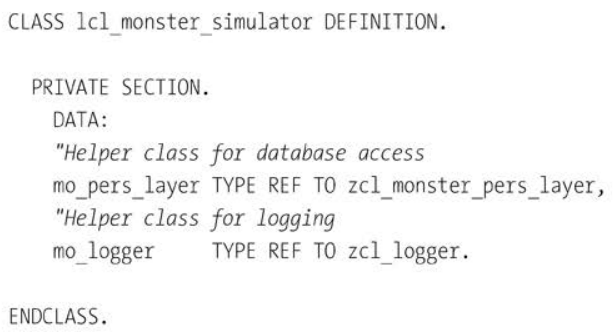 CLASS lcl_monster_simulator DEFINITION.
PRIVATE SECTION.
DATA:
"Helper class for database access
mo_pers_layer TYPE REF TO zcl_monster_pers_layer,
"Helper class for logging
mo_logger TYPE REF TO zcl_logger.
ENDCLASS.